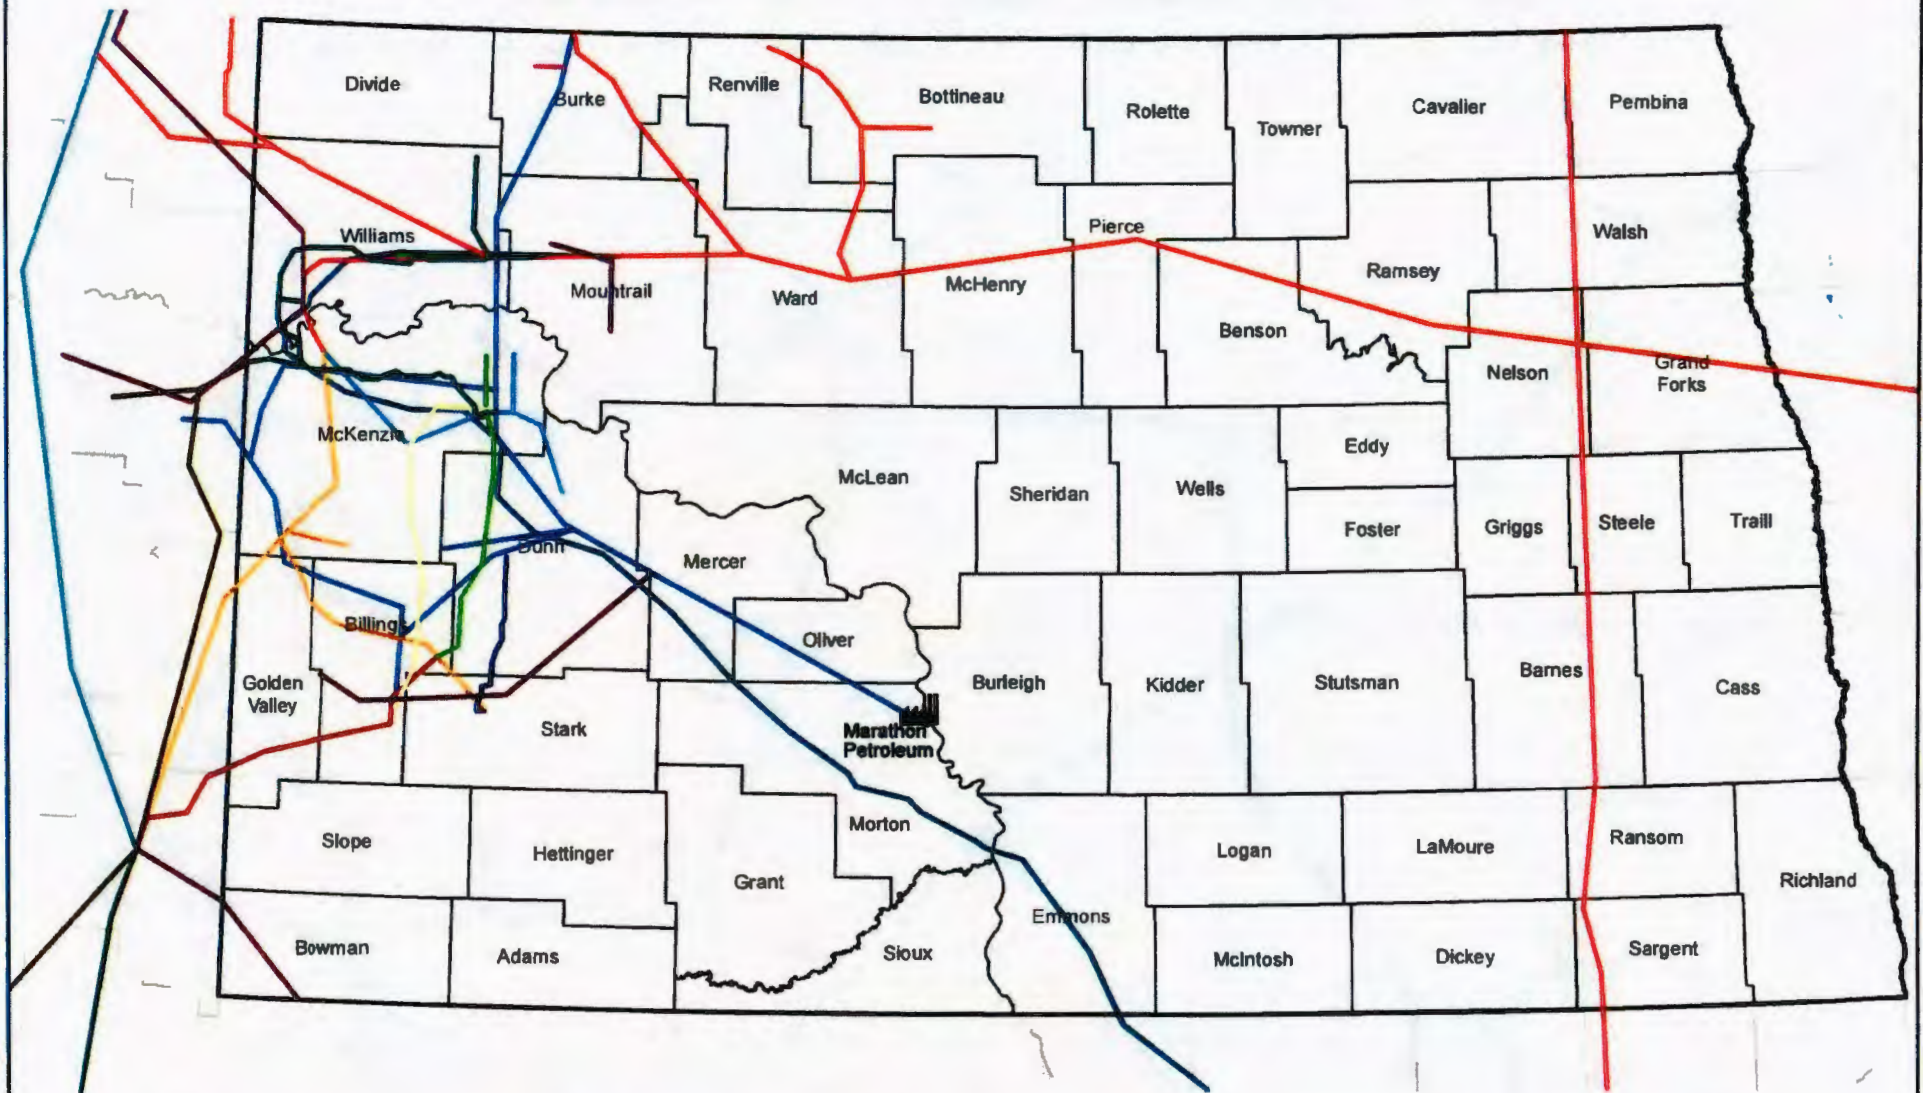 Divide
Burke
Renville
Bottineau
Rolette
Towner
Cavalier
Pembina
Williams
Mountrail
Ward
McHenry
Pierce
Benson
Ramsey
Walsh
Nelson
Grand
Forks
McKenzie
Dunn
McLean
Mercer
Oliver
Sheridan
Wells
Eddy
Foster
Griggs
Steele
Traill
Billings
Golden
Valley
Stark
Marathon
Petroleum
Burleigh
Kidder
Stutsman
Barnes
Cass
Slope
Hettinger
Grant
Morton
Logan
LaMoure
Ransom
Richland
Bowman
Adams
Sioux
Emmons
McIntosh
Dickey
Sargent